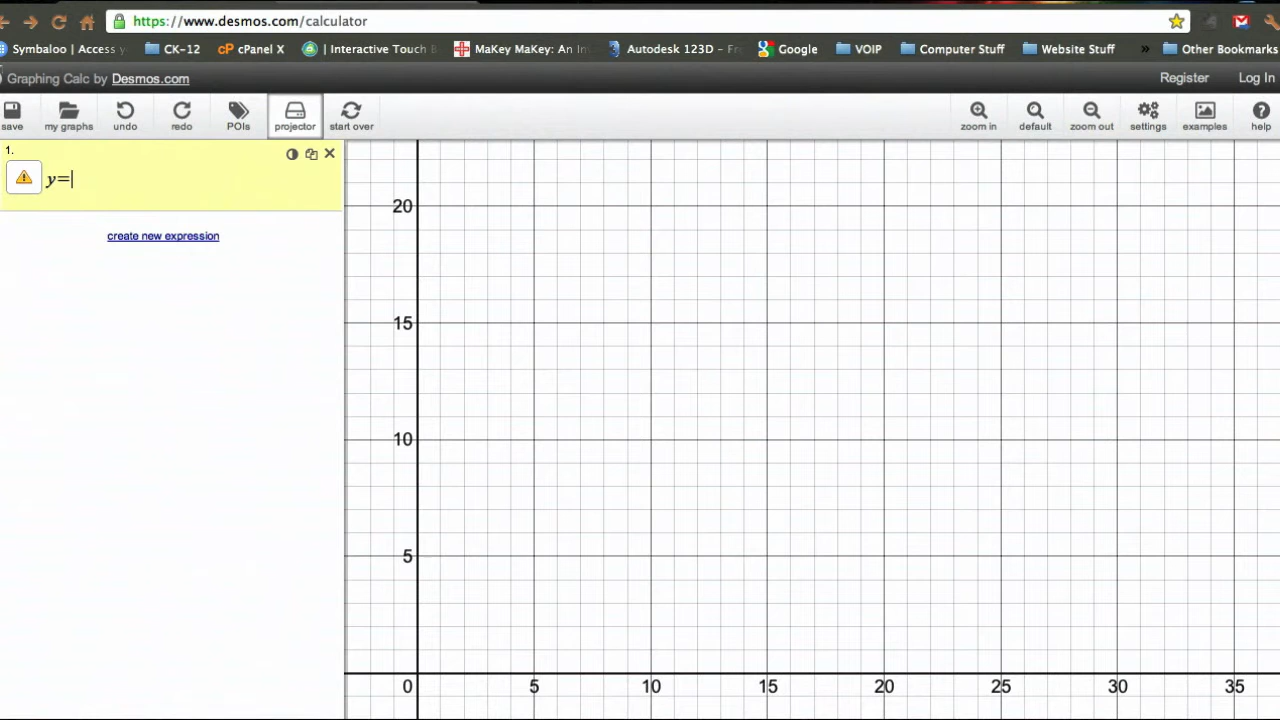 https://www.desmos.com/calculator
Symbaloo | Access CK-12 cPanel X | Interactive Touch MaKey MaKey: An In Autodesk 123D - Fr Google VOIP Computer Stuff Website Stuff » Other Bookmarks
Graphing Calc by Desmos.com Register Log In
save my graphs undo redo POIs projector start over zoom in default zoom out settings examples help
1.
y=
create new expression
20
15
10
5
0 5 10 15 20 25 30 35